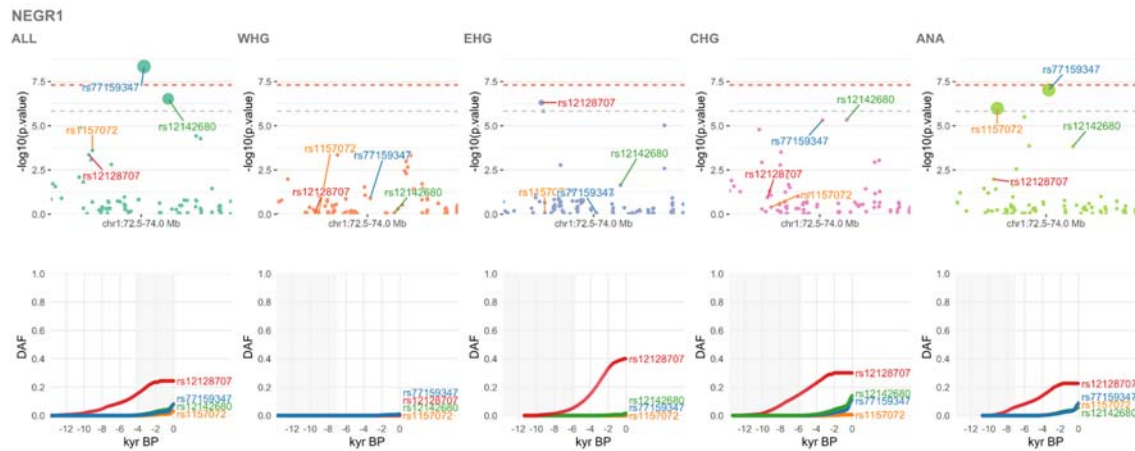 NEGR1
ALL WHG EHG CHG ANA
-log10(p.value)
7.5
5.0
2.5
0.0
rs77159347
rs12142680
rs1157072
rs12128707
chr1:72.5-74.0 Mb
-log10(p.value)
7.5
5.0
2.5
0.0
rs1157072
rs77159347
rs12128707
rs12142680
chr1:72.5-74.0 Mb
-log10(p.value)
7.5
5.0
2.5
0.0
rs12128707
rs12142680
rs1157072
rs77159347
chr1:72.5-74.0 Mb
-log10(p.value)
7.5
5.0
2.5
0.0
rs12142680
rs77159347
rs12128707
rs1157072
chr1:72.5-74.0 Mb
-log10(p.value)
7.5
5.0
2.5
0.0
rs77159347
rs1157072
rs12142680
rs12128707
chr1:72.5-74.0 Mb
DAF
1.0
0.8
0.6
0.4
0.2
0.0
rs12128707
rs77159347
rs12142680
rs1157072
-12 -10 -8 -6 -4 -2 0
kyr BP
DAF
1.0
0.8
0.6
0.4
0.2
0.0
rs77159347
rs12128707
rs12142680
rs1157072
-12 -10 -8 -6 -4 -2 0
kyr BP
DAF
1.0
0.8
0.6
0.4
0.2
0.0
rs12128707
rs12142680
rs77159347
rs1157072
-12 -10 -8 -6 -4 -2 0
kyr BP
DAF
1.0
0.8
0.6
0.4
0.2
0.0
rs12128707
rs12142680
rs77159347
rs1157072
-12 -10 -8 -6 -4 -2 0
kyr BP
DAF
1.0
0.8
0.6
0.4
0.2
0.0
rs12128707
rs77159347
rs1157072
rs12142680
-12 -10 -8 -6 -4 -2 0
kyr BP